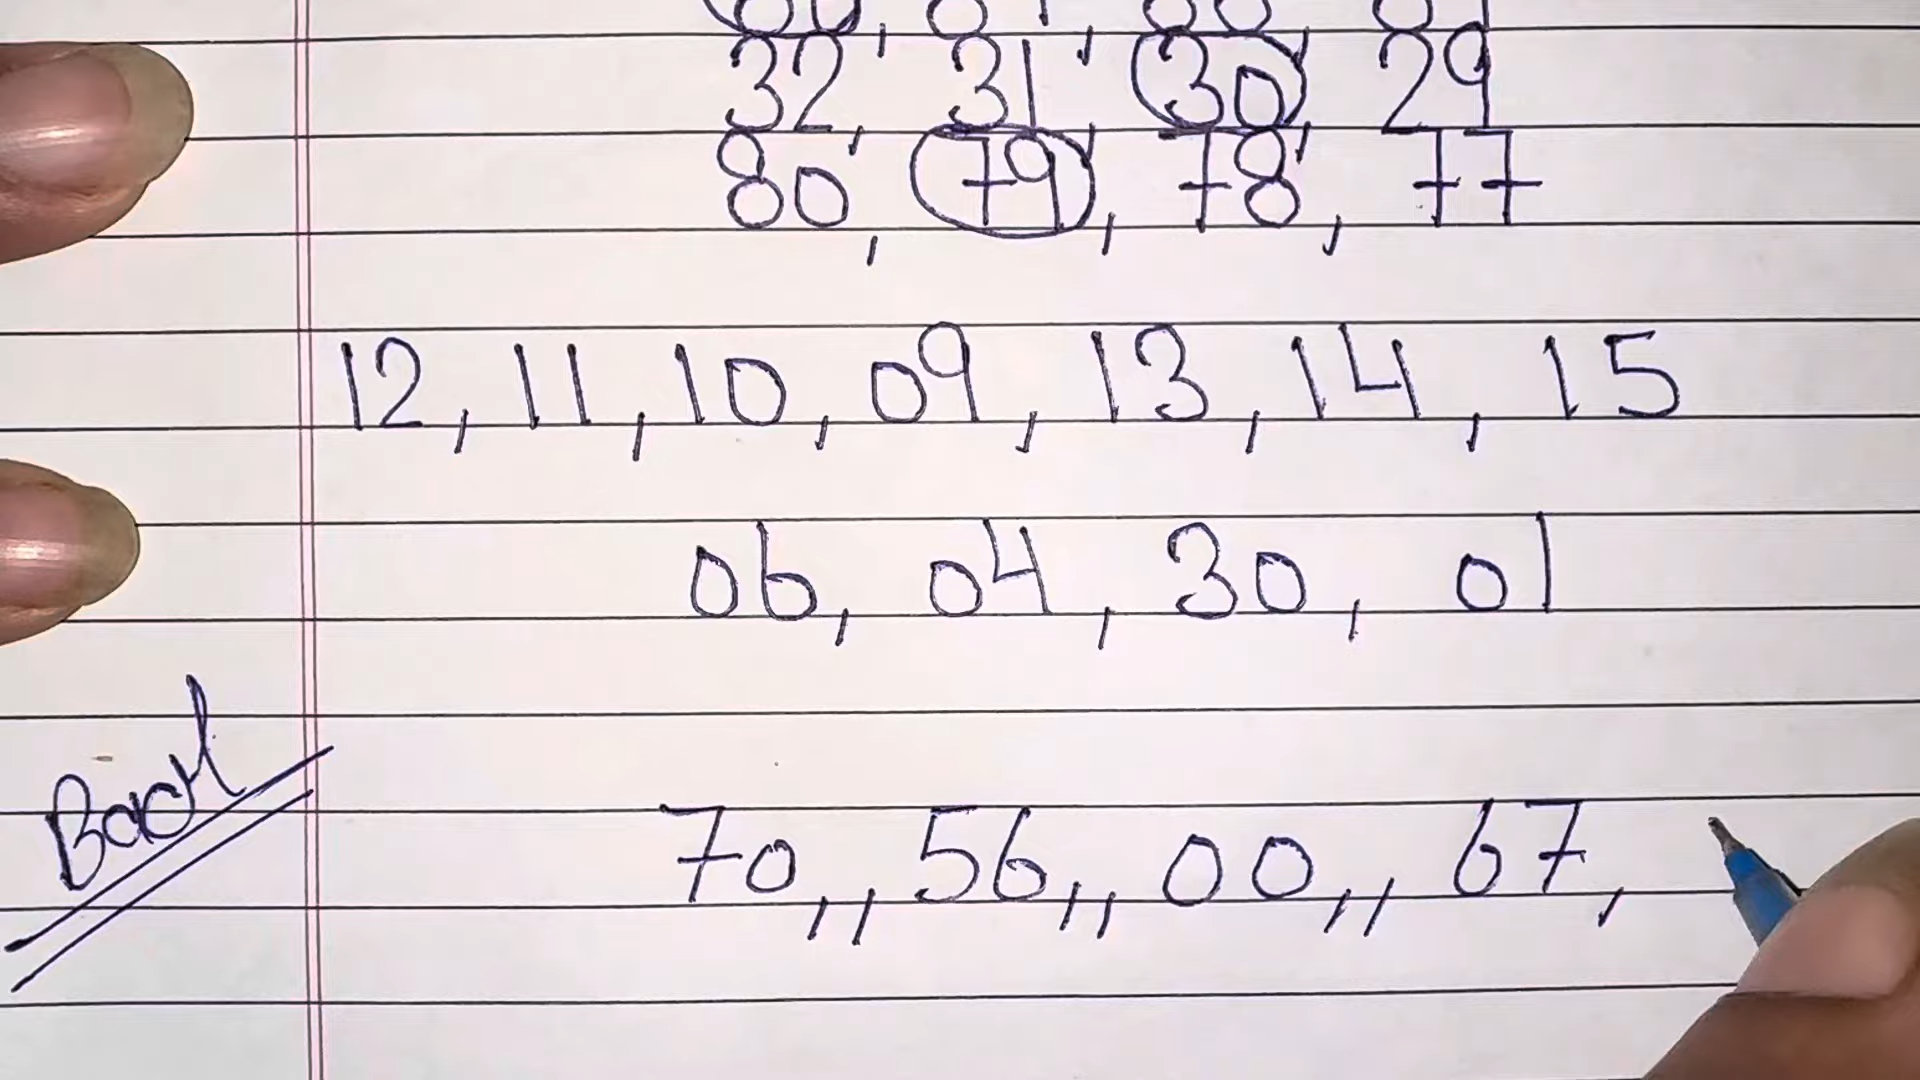 32, 31, 30, 29
80, 79, 78, 77
12, 11, 10, 09, 13, 14, 15
06, 04, 30, 01
70,, 56,, 00,, 67,